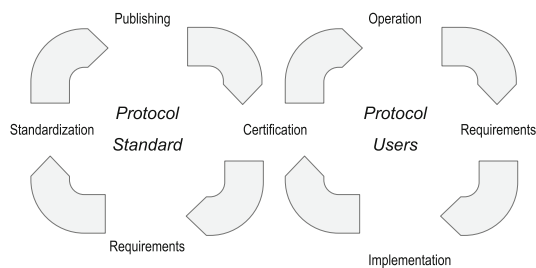 Publishing
Operation
Protocol
Standard
Protocol
Users
Standardization
Certification
Requirements
Requirements
Implementation